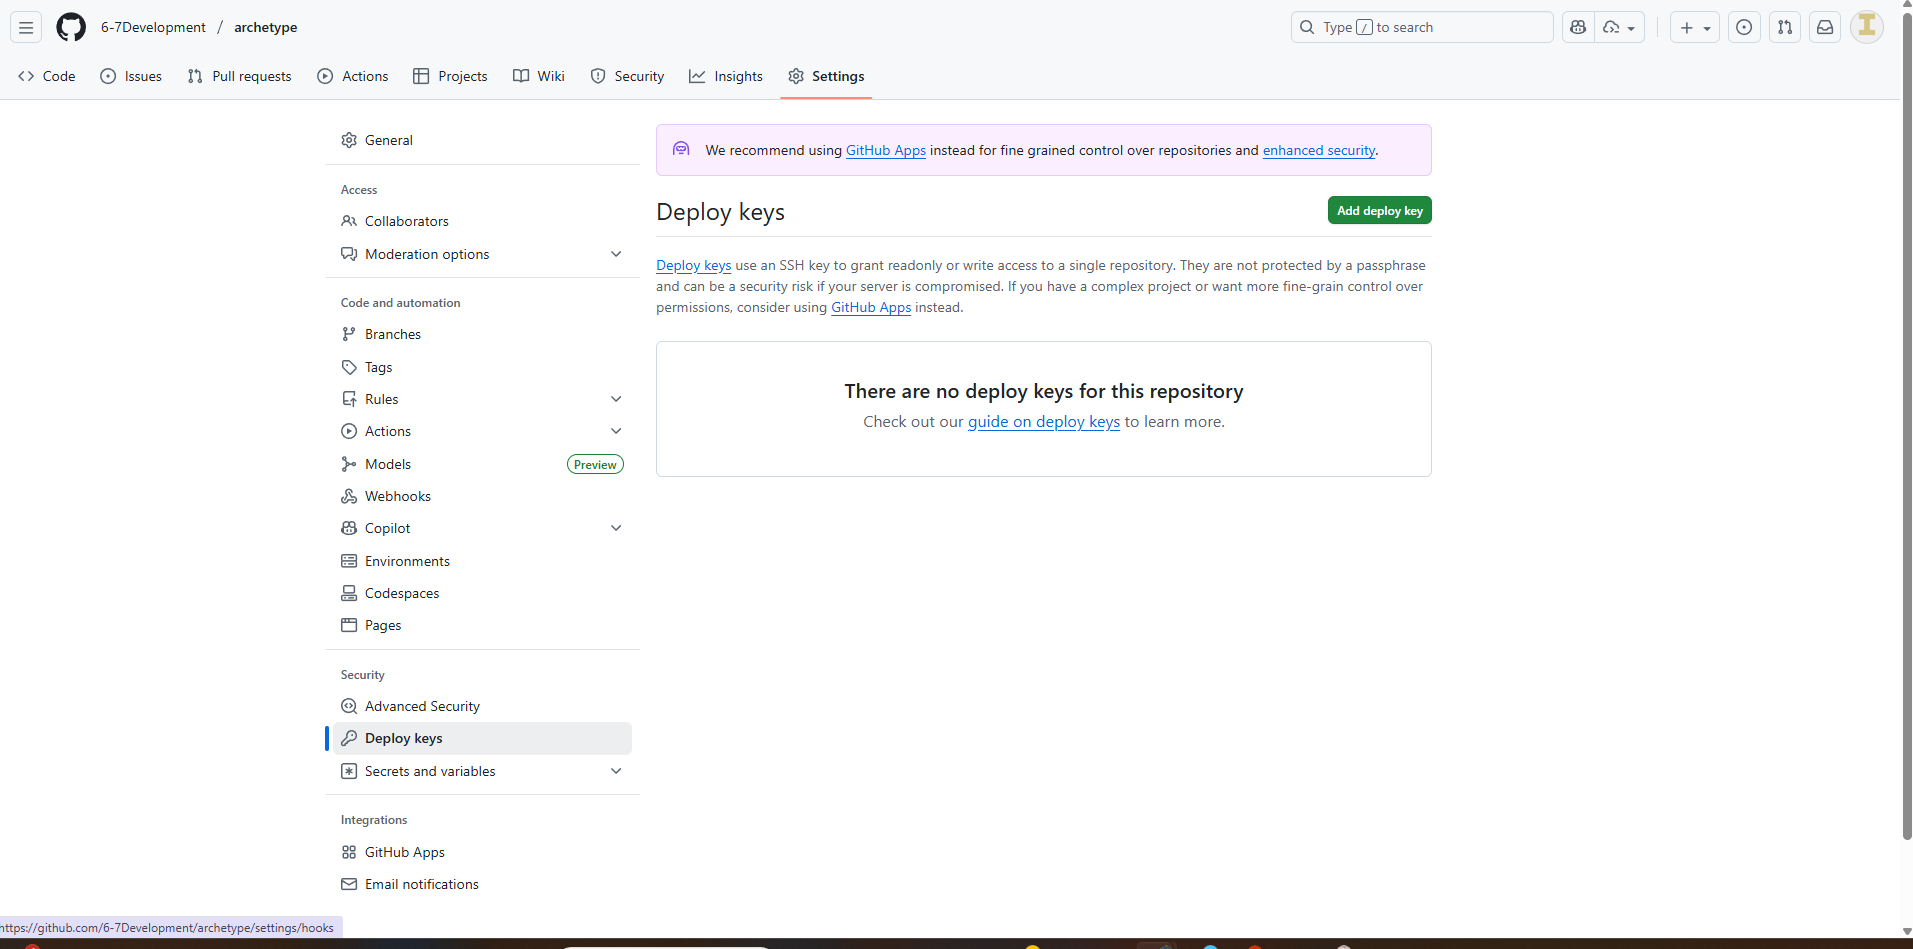 6-7Development / archetype
Type / to search
Code
Issues
Pull requests
Actions
Projects
Wiki
Security
Insights
Settings
General
Access
Collaborators
Moderation options
Code and automation
Branches
Tags
Rules
Actions
Models
Preview
Webhooks
Copilot
Environments
Codespaces
Pages
Security
Advanced Security
Deploy keys
Secrets and variables
Integrations
GitHub Apps
Email notifications
We recommend using GitHub Apps instead for fine grained control over repositories and enhanced security.
Deploy keys
Add deploy key
Deploy keys use an SSH key to grant readonly or write access to a single repository. They are not protected by a passphrase
and can be a security risk if your server is compromised. If you have a complex project or want more fine-grain control over
permissions, consider using GitHub Apps instead.
There are no deploy keys for this repository
Check out our guide on deploy keys to learn more.
https://github.com/6-7Development/archetype/settings/hooks